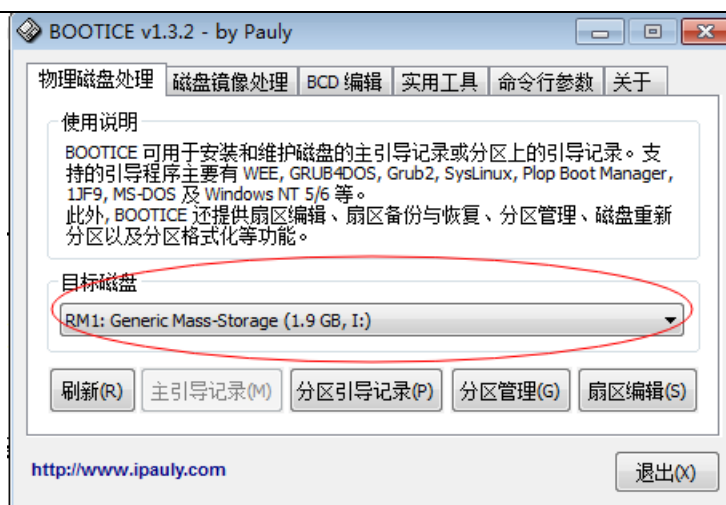 BOOTICE v1.3.2 - by Pauly
物理磁盘处理 磁盘镜像处理 BCD 编辑 实用工具 命令行参数 关于
使用说明
BOOTICE 可用于安装和维护磁盘的主引导记录或分区上的引导记录。支
持的引导程序主要有 WEE, GRUB4DOS, Grub2, SysLinux, Plop Boot Manager,
1JF9, MS-DOS 及 Windows NT 5/6 等。
此外, BOOTICE 还提供扇区编辑、扇区备份与恢复、分区管理、磁盘重新
分区以及分区格式化等功能。
目标磁盘
RM1: Generic Mass-Storage (1.9 GB, I:)
刷新(R) 主引导记录(M) 分区引导记录(P) 分区管理(G) 扇区编辑(S)
http://www.ipauly.com 退出(X)